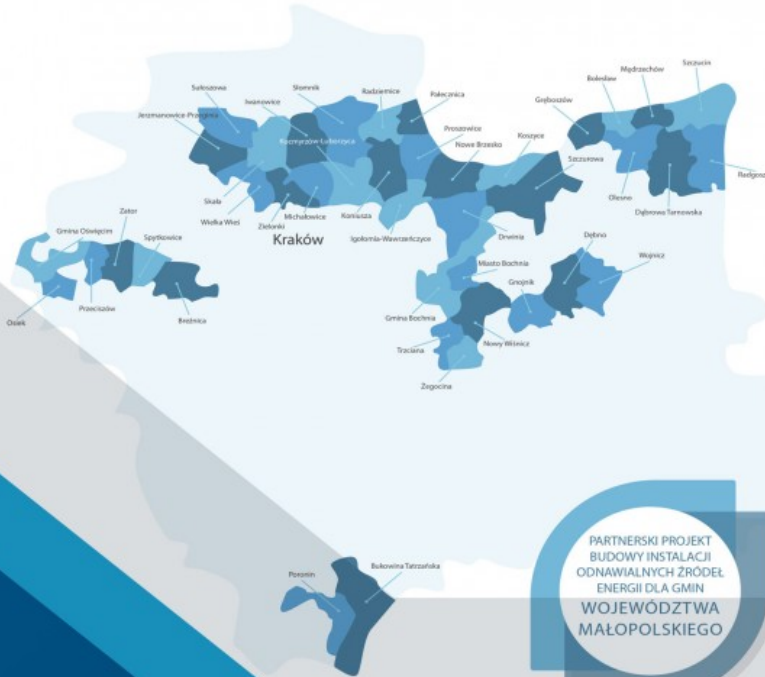 Szczucin
Mędrzechów
Bolesław
Gręboszów
Sułoszowa
Słomnik
Radziemice
Pałecznica
Iwanowice
Jerzmanowice-Przeginia
Proszowice
Kocmyrzów-Luborzyca
Nowe Brzesko
Koszyce
Szczurowa
Radgosz
Skała
Olesno
Wielka Wieś
Zielonki
Michałowice
Koniusza
Dąbrowa Tarnowska
Kraków
Igołomia-Wawrzeńczyce
Drwinia
Zator
Gmina Oświęcim
Spytkowice
Dębno
Wojnicz
Miasto Bochnia
Gnojnik
Przeciszów
Brzeźnica
Osiek
Gmina Bochnia
Nowy Wiśnicz
Trzciana
Żegocina
PARTNERSKI PROJEKT
BUDOWY INSTALACJI
ODNAWIALNYCH ŹRÓDEŁ
ENERGII DLA GMIN
WOJEWÓDZTWA
MAŁOPOLSKIEGO
Bukowina Tatrzańska
Poronin